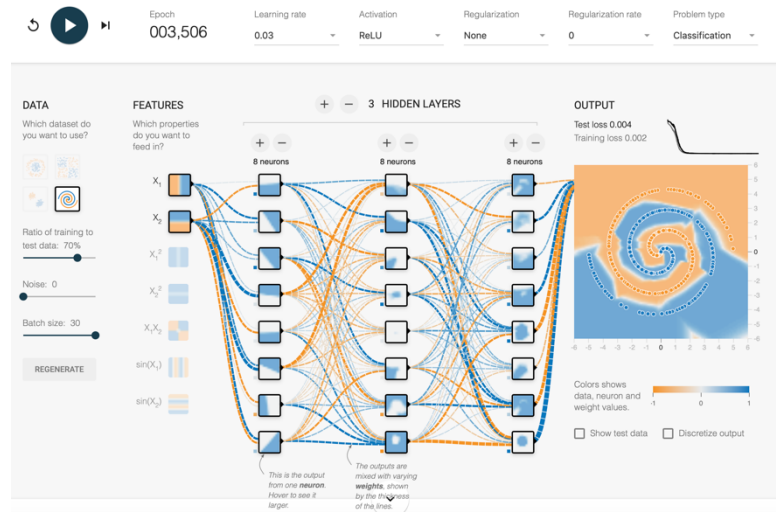 Epoch
003,506
Learning rate
0.03
Activation
ReLU
Regularization
None
Regularization rate
0
Problem type
Classification
DATA
Which dataset do
you want to use?
Ratio of training to
test data: 70%
Noise: 0
Batch size: 30
REGENERATE
FEATURES
Which properties
do you want to
feed in?
X₁
X₂
X₁²
X₂²
X₁X₂
sin(X₁)
sin(X₂)
+ − 3 HIDDEN LAYERS
+ −
8 neurons
+ −
8 neurons
+ −
8 neurons
This is the output
from one neuron.
Hover to see it
larger.
The outputs are
mixed with varying
weights, shown
by the thickness
of the lines.
OUTPUT
Test loss 0.004
Training loss 0.002
6
5
4
3
2
1
0
-1
-2
-3
-4
-5
-6
-6 -5 -4 -3 -2 -1 0 1 2 3 4 5 6
Colors shows
data, neuron and
weight values.
-1 0 1
Show test data
Discretize output